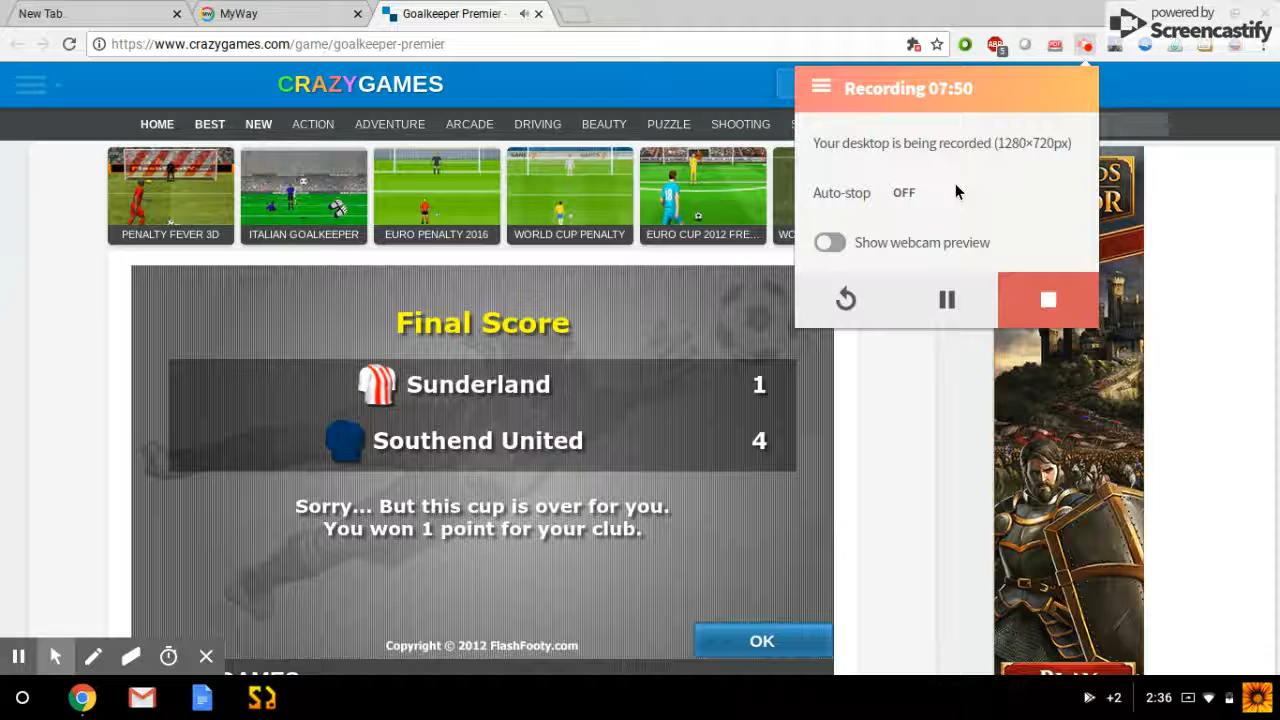 New Tab
MyWay
Goalkeeper Premier -
powered by
Screencastify
https://www.crazygames.com/game/goalkeeper-premier
ABP
5
PDF
CRAZYGAMES
Recording 07:50
HOME BEST NEW ACTION ADVENTURE ARCADE DRIVING BEAUTY PUZZLE SHOOTING
Your desktop is being recorded (1280×720px)
Auto-stop OFF
Show webcam preview
PENALTY FEVER 3D
ITALIAN GOALKEEPER
EURO PENALTY 2016
WORLD CUP PENALTY
EURO CUP 2012 FRE...
Final Score
Sunderland 1
Southend United 4
Sorry... But this cup is over for you.
You won 1 point for your club.
OK
Copyright © 2012 FlashFooty.com
+2
2:36